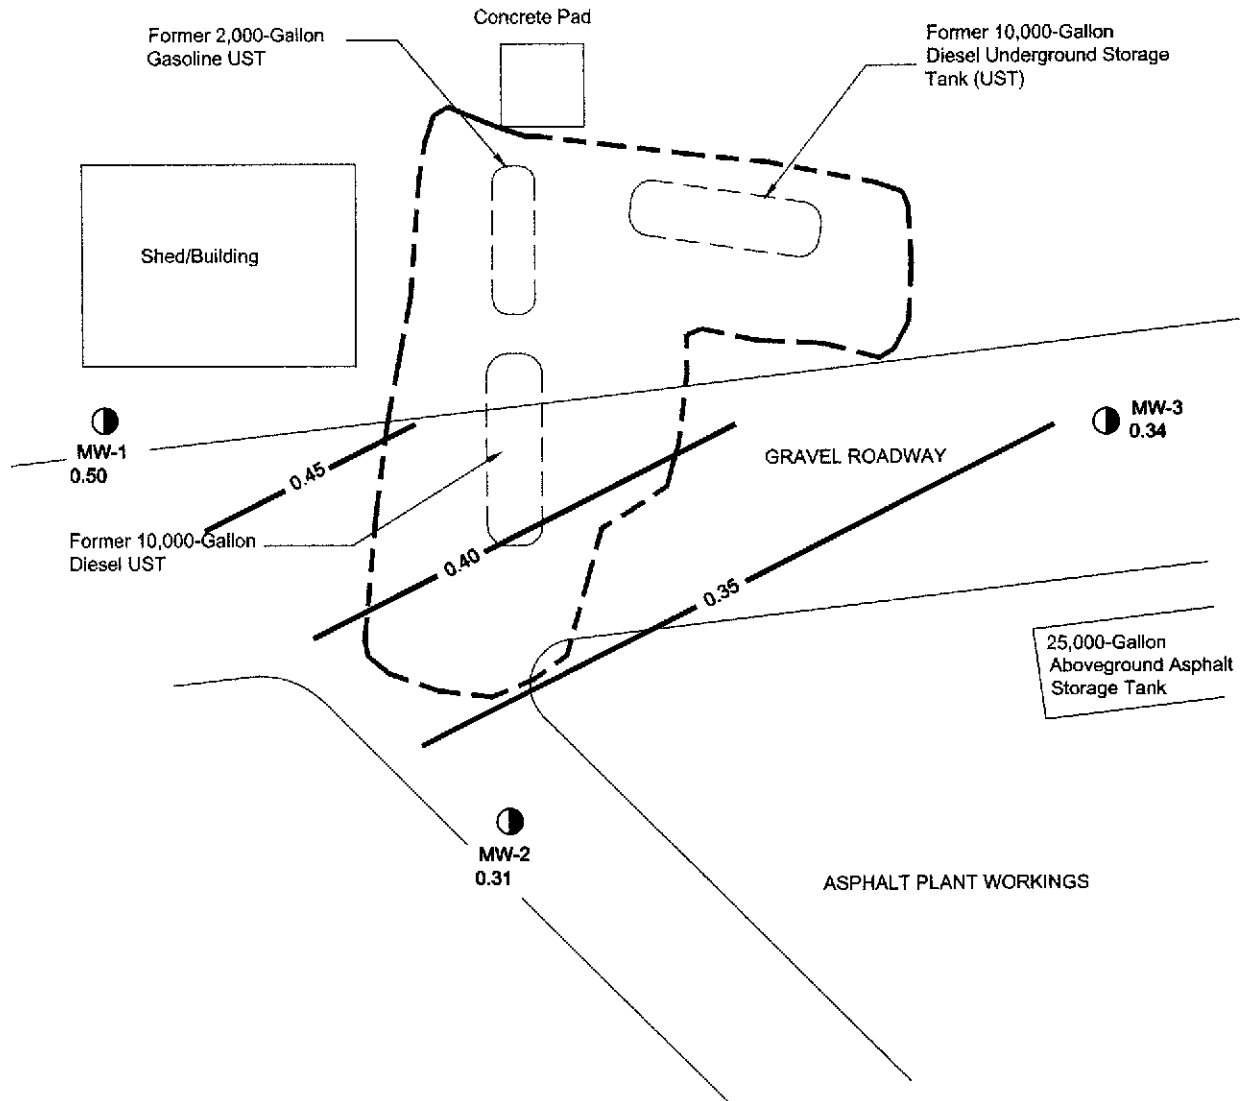 Concrete Pad
Former 2,000-Gallon
Gasoline UST
Former 10,000-Gallon
Diesel Underground Storage
Tank (UST)
Shed/Building
MW-1
0.50
MW-3
0.34
GRAVEL ROADWAY
0.45
Former 10,000-Gallon
Diesel UST
0.40
0.35
25,000-Gallon
Aboveground Asphalt
Storage Tank
MW-2
0.31
ASPHALT PLANT WORKINGS